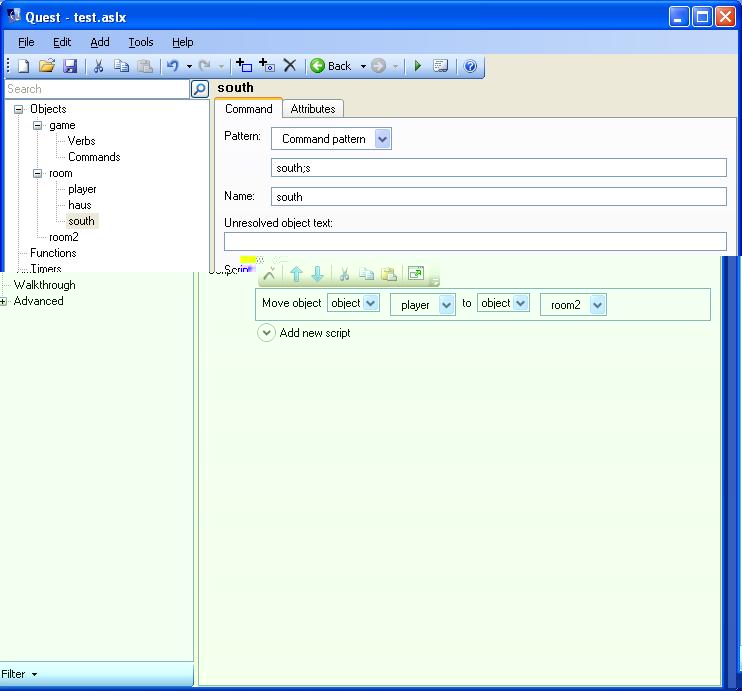 Quest - test.aslx
File Edit Add Tools Help
Back
Search
south
Objects
game
Verbs
Commands
room
player
haus
south
room2
Functions
Timers
Walkthrough
Advanced
Filter
Command Attributes
Pattern: Command pattern
south;s
Name: south
Unresolved object text:
Script:
Move object object player to object room2
Add new script